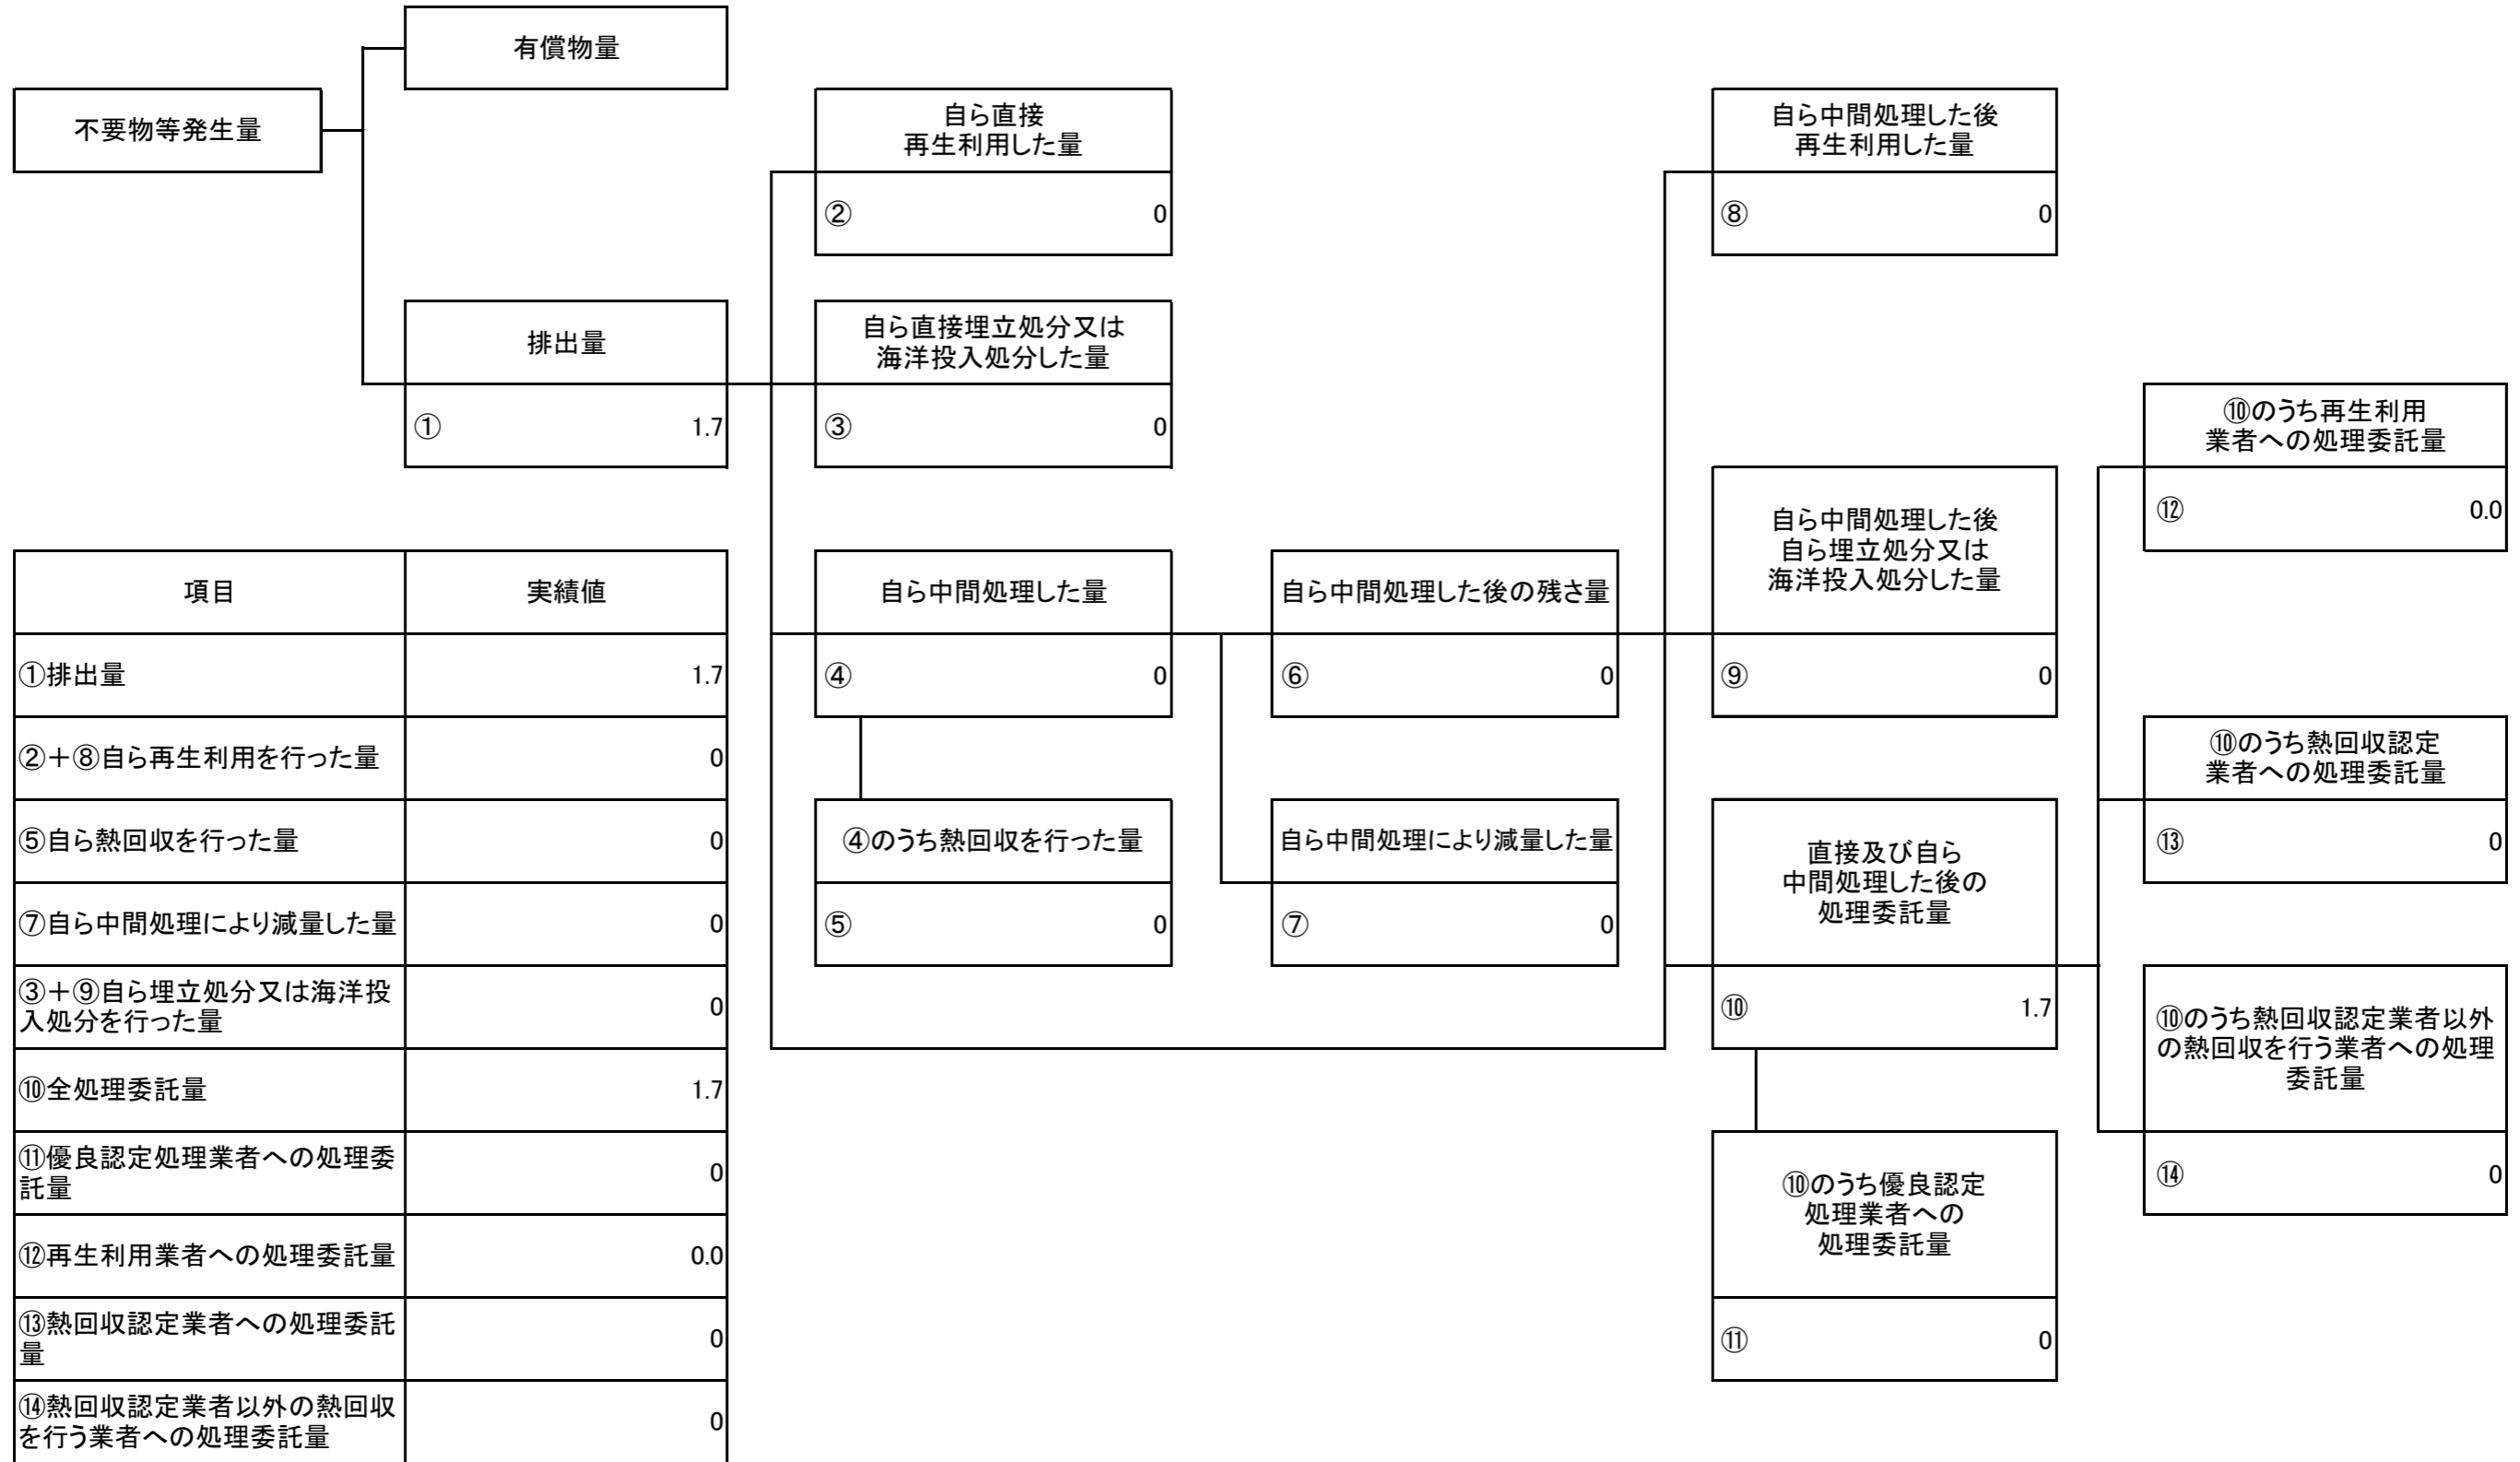 有償物量
不要物等発生量
自ら直接
再生利用した量
② 0
自ら中間処理した後
再生利用した量
⑧ 0
排出量
① 1.7
自ら直接埋立処分又は
海洋投入処分した量
③ 0
⑩のうち再生利用
業者への処理委託量
⑫ 0.0
自ら中間処理した量
④ 0
自ら中間処理した後の残さ量
⑥ 0
自ら中間処理した後
自ら埋立処分又は
海洋投入処分した量
⑨ 0
④のうち熱回収を行った量
⑤ 0
自ら中間処理により減量した量
⑦ 0
直接及び自ら
中間処理した後の
処理委託量
⑩ 1.7
⑩のうち熱回収認定
業者への処理委託量
⑬ 0
⑩のうち熱回収認定業者以外
の熱回収を行う業者への処理
委託量
⑭ 0
⑩のうち優良認定
処理業者への
処理委託量
⑪ 0
項目 実績値
①排出量 1.7
②+⑧自ら再生利用を行った量 0
⑤自ら熱回収を行った量 0
⑦自ら中間処理により減量した量 0
③+⑨自ら埋立処分又は海洋投
入処分を行った量 0
⑩全処理委託量 1.7
⑪優良認定処理業者への処理委
託量 0
⑫再生利用業者への処理委託量 0.0
⑬熱回収認定業者への処理委託
量 0
⑭熱回収認定業者以外の熱回収
を行う業者への処理委託量 0